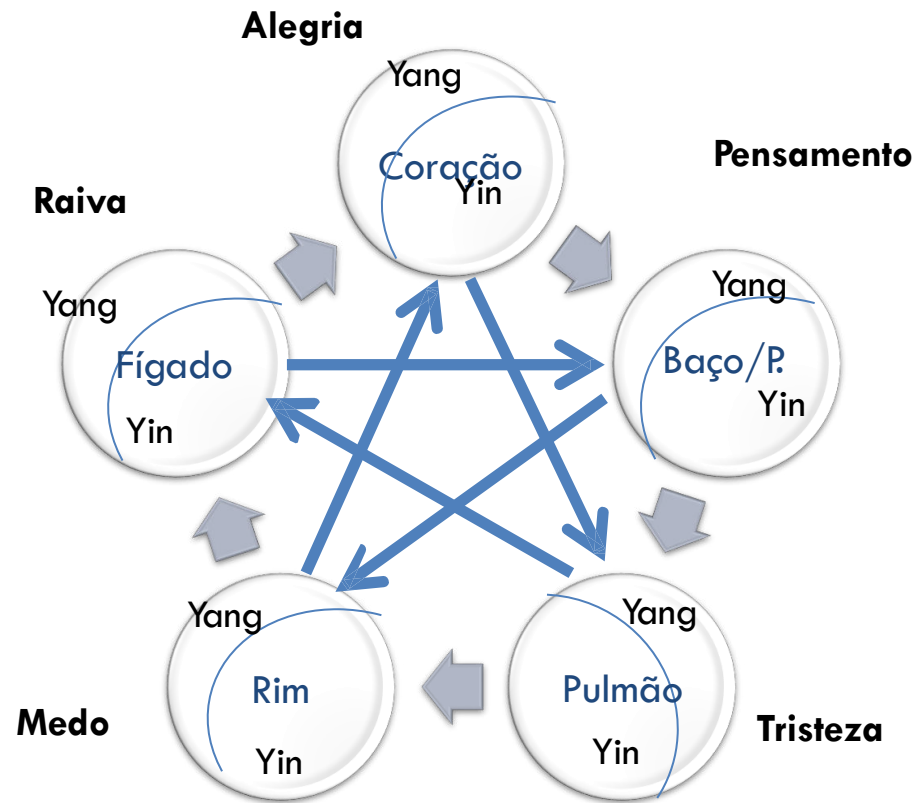 Alegria
Yang
Coração
Yin
Pensamento
Raiva
Yang
Fígado
Yin
Yang
Baço/P.
Yin
Yang
Rim
Yin
Medo
Yang
Pulmão
Yin
Tristeza